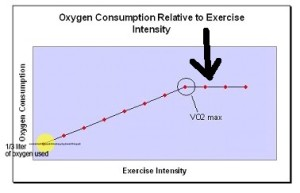 Oxygen Consumption Relative to Exercise
Intensity
Oxygen Consumption
VO2 max
1/3 liter
of oxygen used
Exercise Intensity